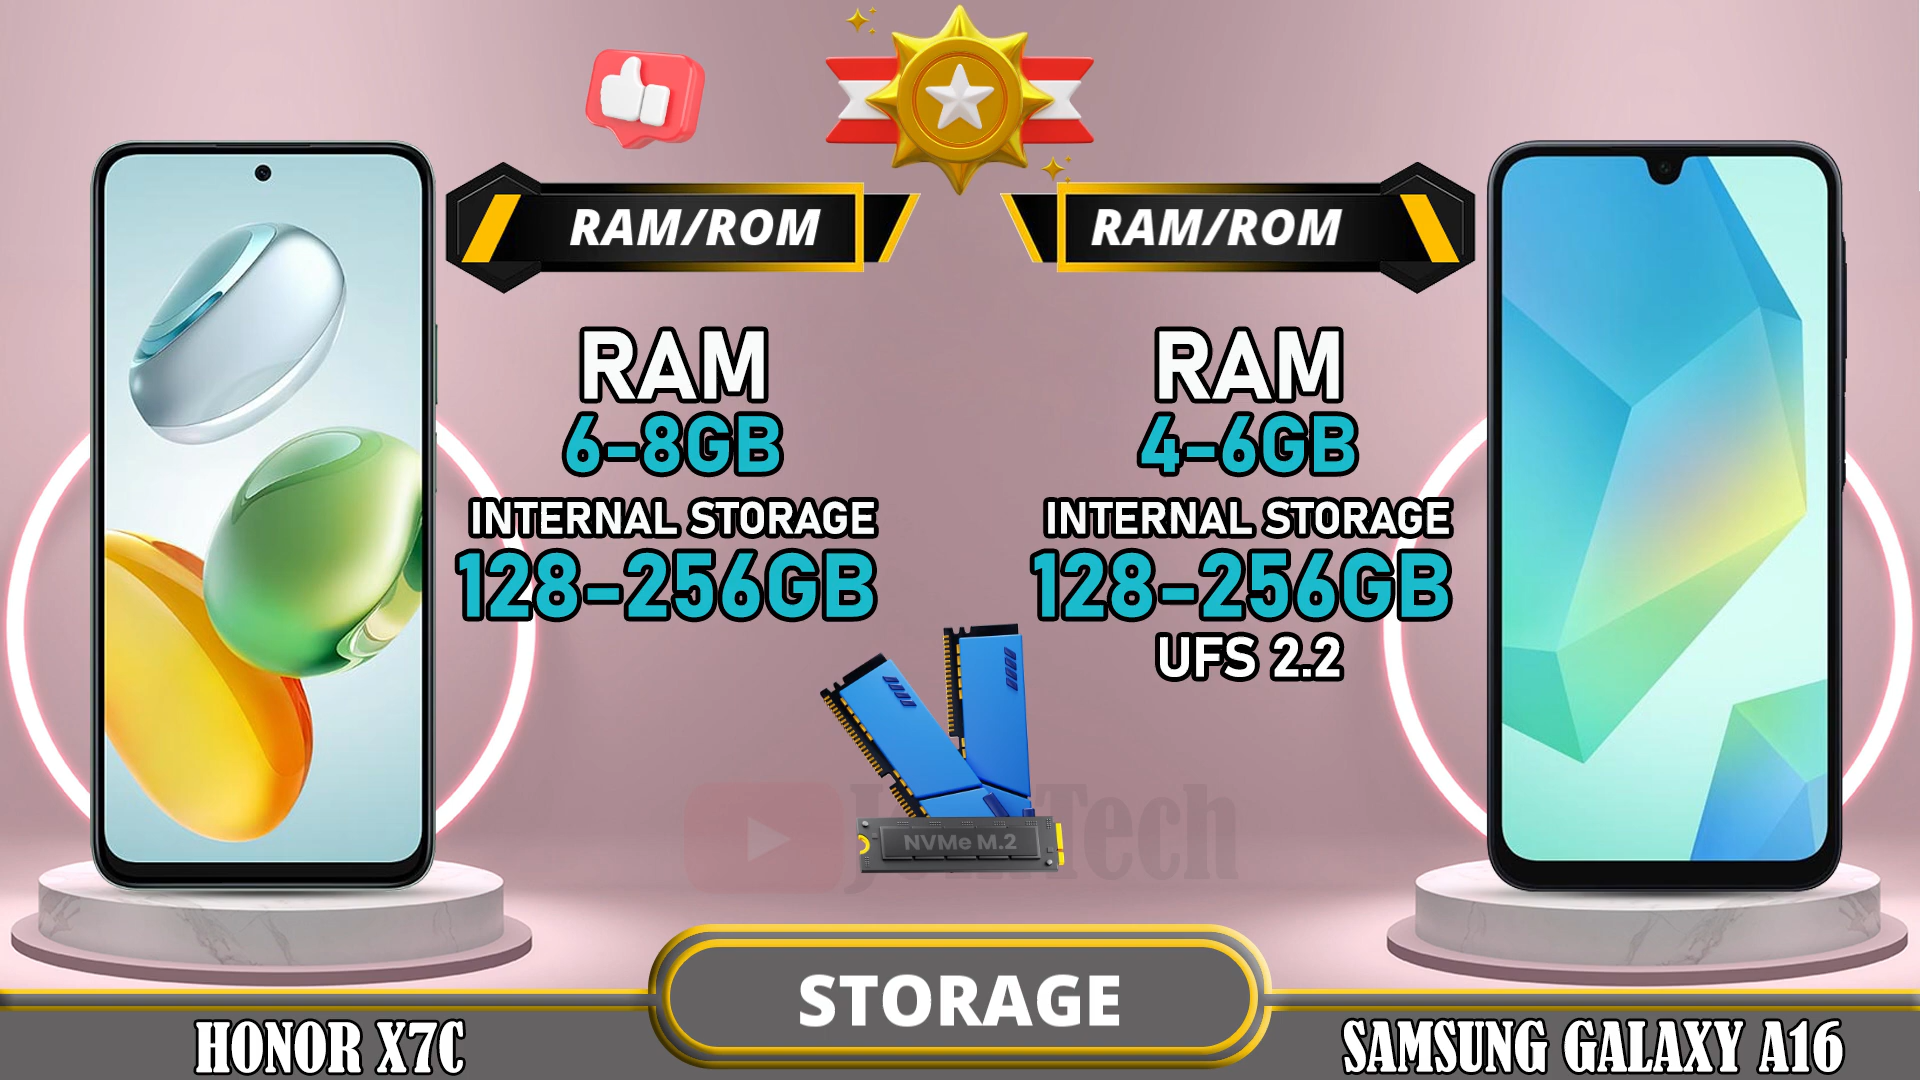 RAM/ROM
RAM
6-8GB
INTERNAL STORAGE
128-256GB
RAM/ROM
RAM
4-6GB
INTERNAL STORAGE
128-256GB
UFS 2.2
NVMe M.2
Tech
STORAGE
HONOR X7C
SAMSUNG GALAXY A16